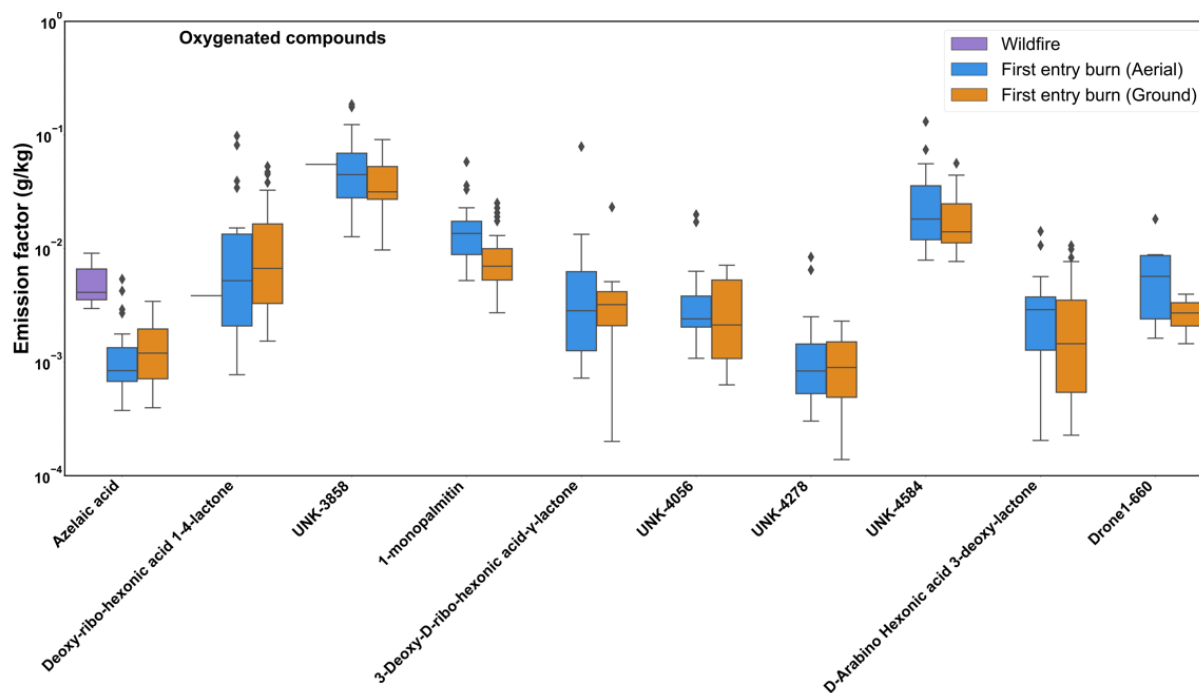 Oxygenated compounds
Wildfire
First entry burn (Aerial)
First entry burn (Ground)
Emission factor (g/kg)
10^0
10^-1
10^-2
10^-3
10^-4
Azelaic acid
Deoxy-ribo-hexonic acid 1-4-lactone
UNK-3858
1-monopalmitin
3-Deoxy-D-ribo-hexonic-acid-γ-lactone
UNK-4056
UNK-4278
UNK-4584
D-Arabino Hexonic acid 3-deoxy-lactone
Drone1-660